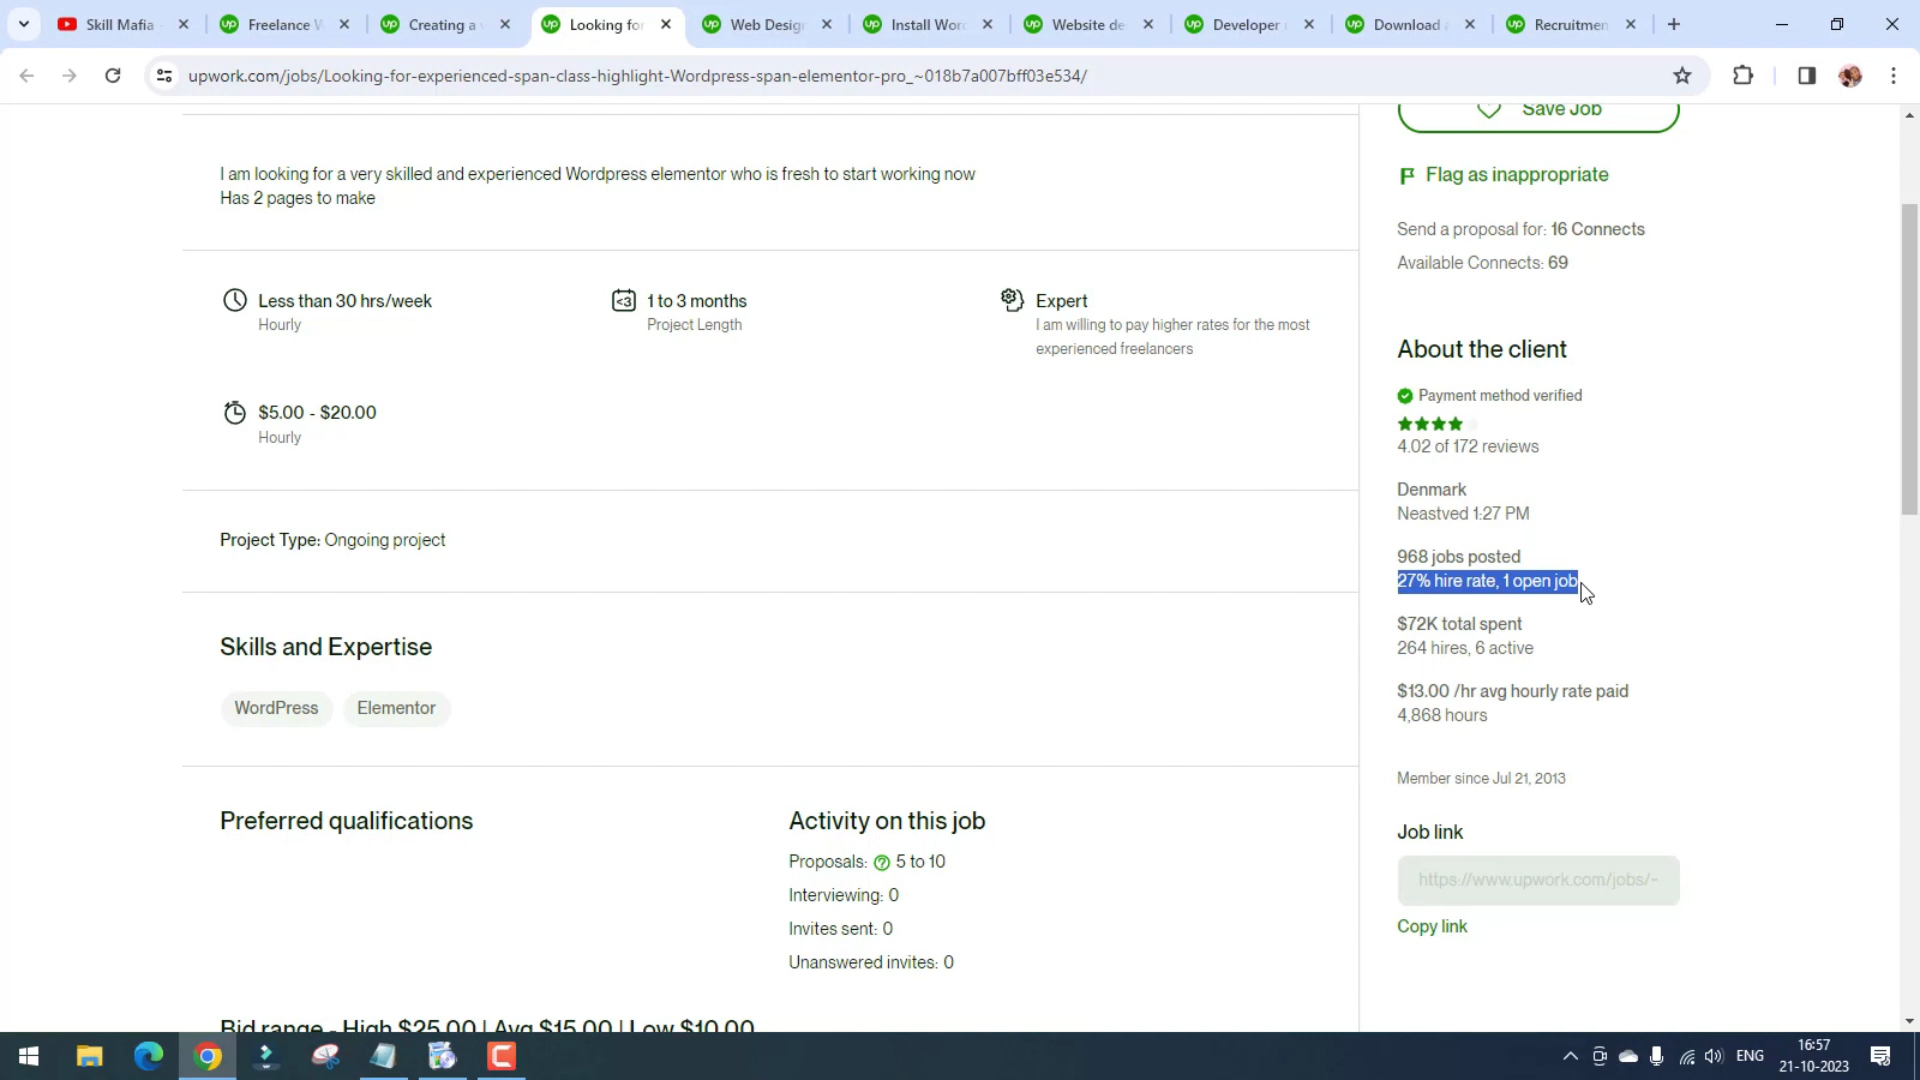 Skill Mafia
Freelance W
Creating a
Looking for
Web Desig
Install Wor
Website de
Developer
Download
Recruitmen
upwork.com/jobs/Looking-for-experienced-span-class-highlight-Wordpress-span-elementor-pro_~018b7a007bff03e534/
Save Job
I am looking for a very skilled and experienced Wordpress elementor who is fresh to start working now
Has 2 pages to make
Flag as inappropriate
Send a proposal for: 16 Connects
Available Connects: 69
Less than 30 hrs/week
Hourly
<3
1 to 3 months
Project Length
Expert
I am willing to pay higher rates for the most
experienced freelancers
$5.00 - $20.00
Hourly
About the client
Payment method verified
4.02 of 172 reviews
Denmark
Neastved 1:27 PM
968 jobs posted
27% hire rate, 1 open job
$72K total spent
264 hires, 6 active
$13.00 /hr avg hourly rate paid
4,868 hours
Member since Jul 21, 2013
Project Type: Ongoing project
Skills and Expertise
WordPress
Elementor
Preferred qualifications
Activity on this job
Proposals: 5 to 10
Interviewing: 0
Invites sent: 0
Unanswered invites: 0
Job link
https://www.upwork.com/jobs/~
Copy link
Bid range - High $25.00 | Avg $15.00 | Low $10.00
ENG
16:57
21-10-2023